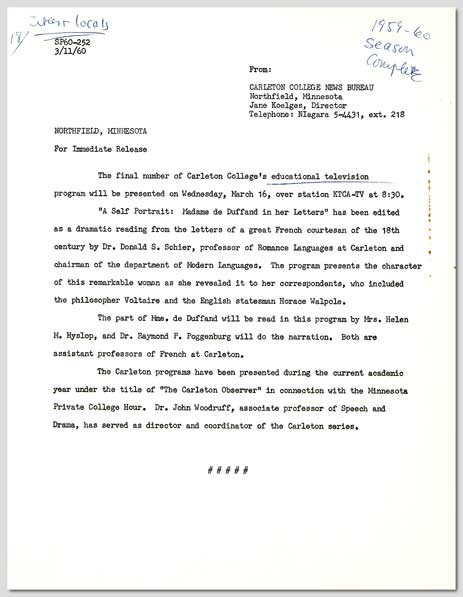 locals
18/
SP60-252
3/11/60
1959-60
Season
Complete
From:
CARLETON COLLEGE NEWS BUREAU
Northfield, Minnesota
Jane Koelges, Director
Telephone: NIagara 5-4431, ext. 218
NORTHFIELD, MINNESOTA
For Immediate Release
The final number of Carleton College's educational television
program will be presented on Wednesday, March 16, over station KTCA-TV at 8:30.
"A Self Portrait: Madame de Duffand in her Letters" has been edited
as a dramatic reading from the letters of a great French courtesan of the 18th
century by Dr. Donald S. Schier, professor of Romance Languages at Carleton and
chairman of the department of Modern Languages. The program presents the character
of this remarkable woman as she revealed it to her correspondents, who included
the philosopher Voltaire and the English statesman Horace Walpole.
The part of Mme. de Duffand will be read in this program by Mrs. Helen
M. Hyslop, and Dr. Raymond P. Poggenburg will do the narration. Both are
assistant professors of French at Carleton.
The Carleton programs have been presented during the current academic
year under the title of "The Carleton Observer" in connection with the Minnesota
Private College Hour. Dr. John Woodruff, associate professor of Speech and
Drama, has served as director and coordinator of the Carleton series.
# # # # #